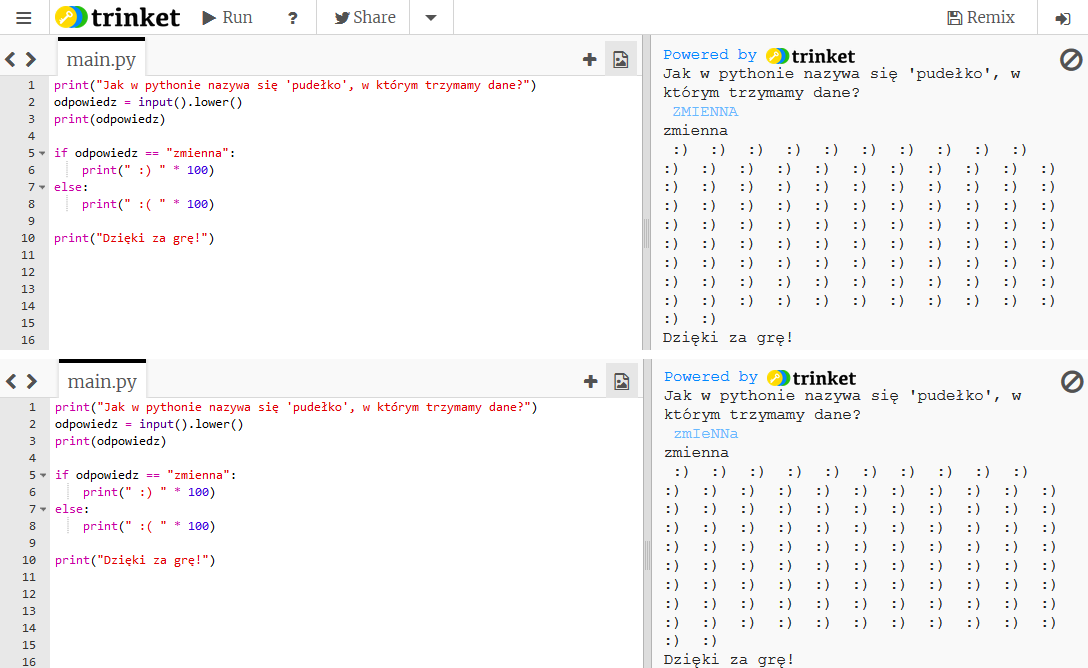 trinket Run ? Share Remix
main.py
1 print("Jak w pythonie nazywa się 'pudełko', w którym trzymamy dane?")
2 odpowiedz = input().lower()
3 print(odpowiedz)
4
5 if odpowiedz == "zmienna":
6     print(" :) " * 100)
7 else:
8     print(" :( " * 100)
9
10 print("Dzięki za grę!")
11
12
13
14
15
16
Powered by trinket
Jak w pythonie nazywa się 'pudełko', w
którym trzymamy dane?
ZMIENNA
zmienna
 :)  :)  :)  :)  :)  :)  :)  :)  :)  :)
:)  :)  :)  :)  :)  :)  :)  :)  :)  :)  :)
:)  :)  :)  :)  :)  :)  :)  :)  :)  :)  :)
:)  :)  :)  :)  :)  :)  :)  :)  :)  :)  :)
:)  :)  :)  :)  :)  :)  :)  :)  :)  :)  :)
:)  :)  :)  :)  :)  :)  :)  :)  :)  :)  :)
:)  :)  :)  :)  :)  :)  :)  :)  :)  :)  :)
:)  :)  :)  :)  :)  :)  :)  :)  :)  :)  :)
:)  :)  :)  :)  :)  :)  :)  :)  :)  :)  :)
:)  :)
Dzięki za grę!
main.py
1 print("Jak w pythonie nazywa się 'pudełko', w którym trzymamy dane?")
2 odpowiedz = input().lower()
3 print(odpowiedz)
4
5 if odpowiedz == "zmienna":
6     print(" :) " * 100)
7 else:
8     print(" :( " * 100)
9
10 print("Dzięki za grę!")
11
12
13
14
15
16
Powered by trinket
Jak w pythonie nazywa się 'pudełko', w
którym trzymamy dane?
zmIeNNa
zmienna
 :)  :)  :)  :)  :)  :)  :)  :)  :)  :)
:)  :)  :)  :)  :)  :)  :)  :)  :)  :)  :)
:)  :)  :)  :)  :)  :)  :)  :)  :)  :)  :)
:)  :)  :)  :)  :)  :)  :)  :)  :)  :)  :)
:)  :)  :)  :)  :)  :)  :)  :)  :)  :)  :)
:)  :)  :)  :)  :)  :)  :)  :)  :)  :)  :)
:)  :)  :)  :)  :)  :)  :)  :)  :)  :)  :)
:)  :)  :)  :)  :)  :)  :)  :)  :)  :)  :)
:)  :)  :)  :)  :)  :)  :)  :)  :)  :)  :)
:)  :)
Dzięki za grę!